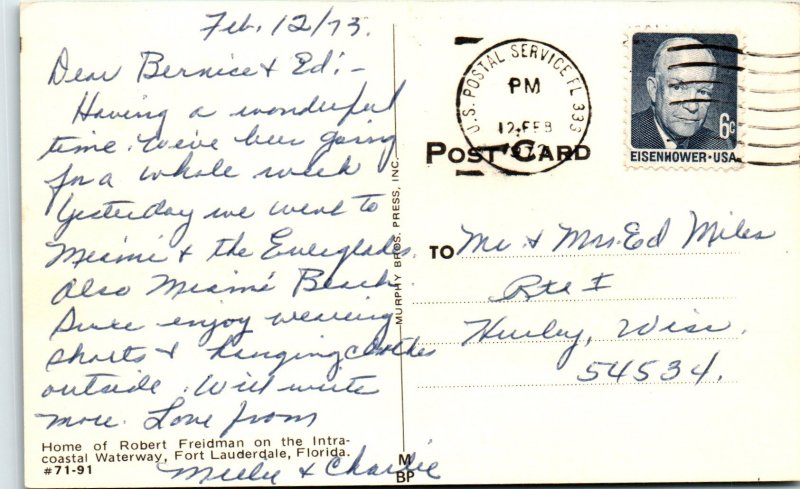 Feb. 12/73.
Dear Bernice & Ed:-
Having a wonderful
time. We've been going
for a whole week
Yesterday we went to
Miami & the Everglades
Also Miami Beach.
Sure enjoy wearing
shorts & hanging clothes
outside. Will write
more. Love from
& Charlie
Home of Robert Freidman on the Intra-
coastal Waterway, Fort Lauderdale, Florida.
#71-91
MURPHY BROS. PRESS, INC.
M
BP
U.S. POSTAL SERVICE FL 333
PM
12 FEB
POST CARD
6c
EISENHOWER·USA
TO Mr & Mrs. Ed Miles
Rte I
Hurley, Wisc.
54534.